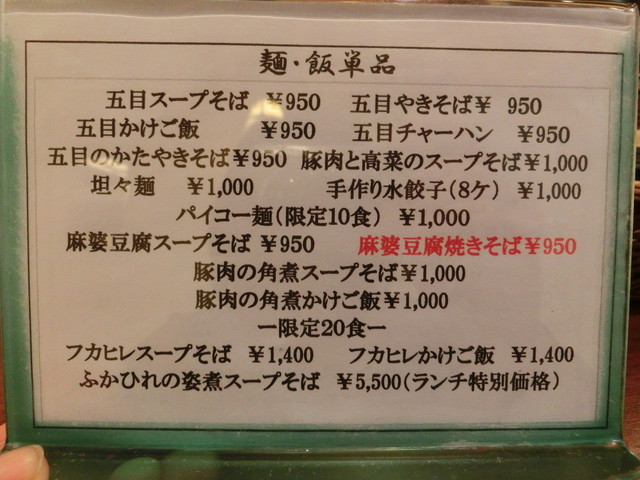 麺・飯単品
五目スープそば ￥950 五目やきそば￥ 950
五目かけご飯 ￥950 五目チャーハン ￥950
五目のかたやきそば￥950 豚肉と高菜のスープそば￥1,000
坦々麺 ￥1,000 手作り水餃子(8ケ) ￥1,000
パイコー麺(限定10食) ￥1,000
麻婆豆腐スープそば ￥950 麻婆豆腐焼きそば￥950
豚肉の角煮スープそば￥1,000
豚肉の角煮かけご飯￥1,000
ー限定20食ー
フカヒレスープそば ￥1,400 フカヒレかけご飯 ￥1,400
ふかひれの姿煮スープそば ￥5,500(ランチ特別価格)